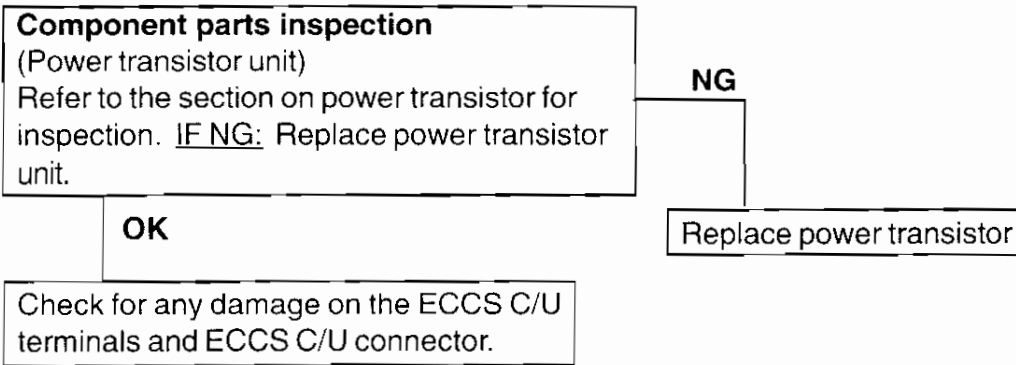 Component parts inspection
(Power transistor unit)
Refer to the section on power transistor for
inspection. IF NG: Replace power transistor
unit.
NG
OK
Replace power transistor
Check for any damage on the ECCS C/U
terminals and ECCS C/U connector.